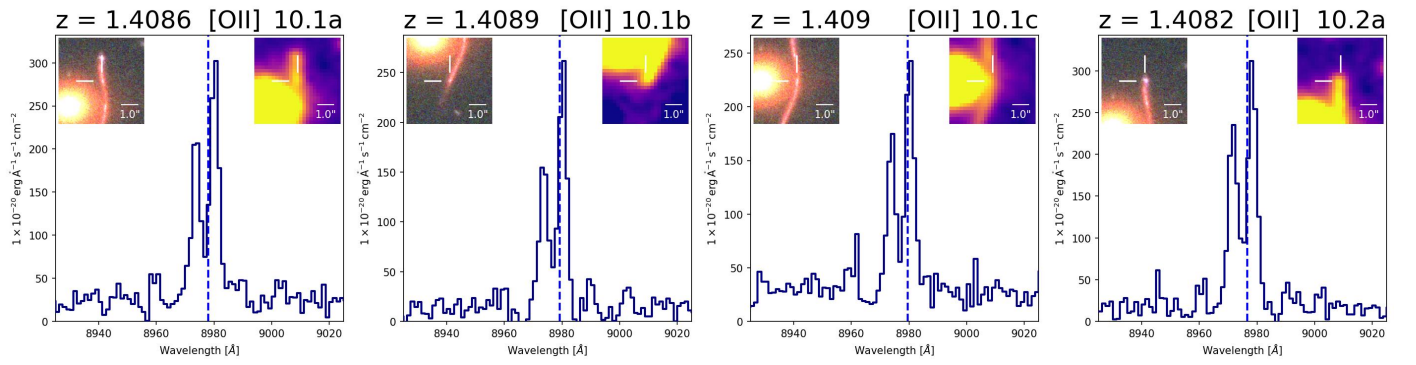 z = 1.4086 [OII] 10.1a
1.0"
1.0"
300
250
200
150
100
50
0
1 × 10⁻²⁰ erg Å⁻¹ s⁻¹ cm⁻²
8940 8960 8980 9000 9020
Wavelength [Å]
z = 1.4089 [OII] 10.1b
1.0"
1.0"
250
200
150
100
50
0
1 × 10⁻²⁰ erg Å⁻¹ s⁻¹ cm⁻²
8940 8960 8980 9000 9020
Wavelength [Å]
z = 1.409 [OII] 10.1c
1.0"
1.0"
250
200
150
100
50
0
1 × 10⁻²⁰ erg Å⁻¹ s⁻¹ cm⁻²
8940 8960 8980 9000 9020
Wavelength [Å]
z = 1.4082 [OII] 10.2a
1.0"
1.0"
300
250
200
150
100
50
0
1 × 10⁻²⁰ erg Å⁻¹ s⁻¹ cm⁻²
8940 8960 8980 9000 9020
Wavelength [Å]